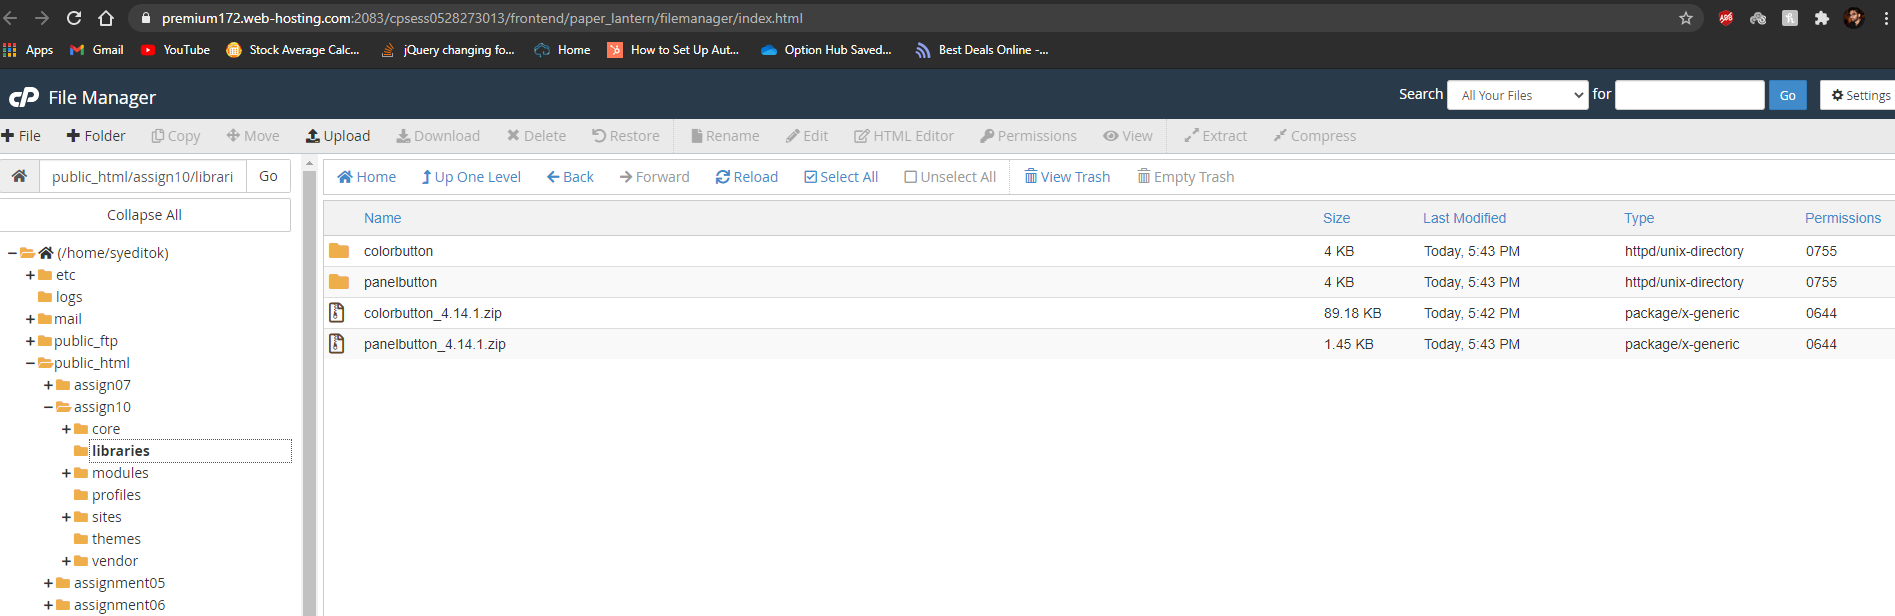 premium172.web-hosting.com:2083/cpsess0528273013/frontend/paper_lantern/filemanager/index.html
Apps Gmail YouTube Stock Average Calc... jQuery changing fo... Home How to Set Up Aut... Option Hub Saved... Best Deals Online -...
cP File Manager Search All Your Files for Go Settings
File Folder Copy Move Upload Download Delete Restore Rename Edit HTML Editor Permissions View Extract Compress
public_html/assign10/librari Go Home Up One Level Back Forward Reload Select All Unselect All View Trash Empty Trash
Collapse All
(/home/syeditok)
etc
logs
mail
public_ftp
public_html
assign07
assign10
core
libraries
modules
profiles
sites
themes
vendor
assignment05
assignment06
Name Size Last Modified Type Permissions
colorbutton 4 KB Today, 5:43 PM httpd/unix-directory 0755
panelbutton 4 KB Today, 5:43 PM httpd/unix-directory 0755
colorbutton_4.14.1.zip 89.18 KB Today, 5:42 PM package/x-generic 0644
panelbutton_4.14.1.zip 1.45 KB Today, 5:43 PM package/x-generic 0644